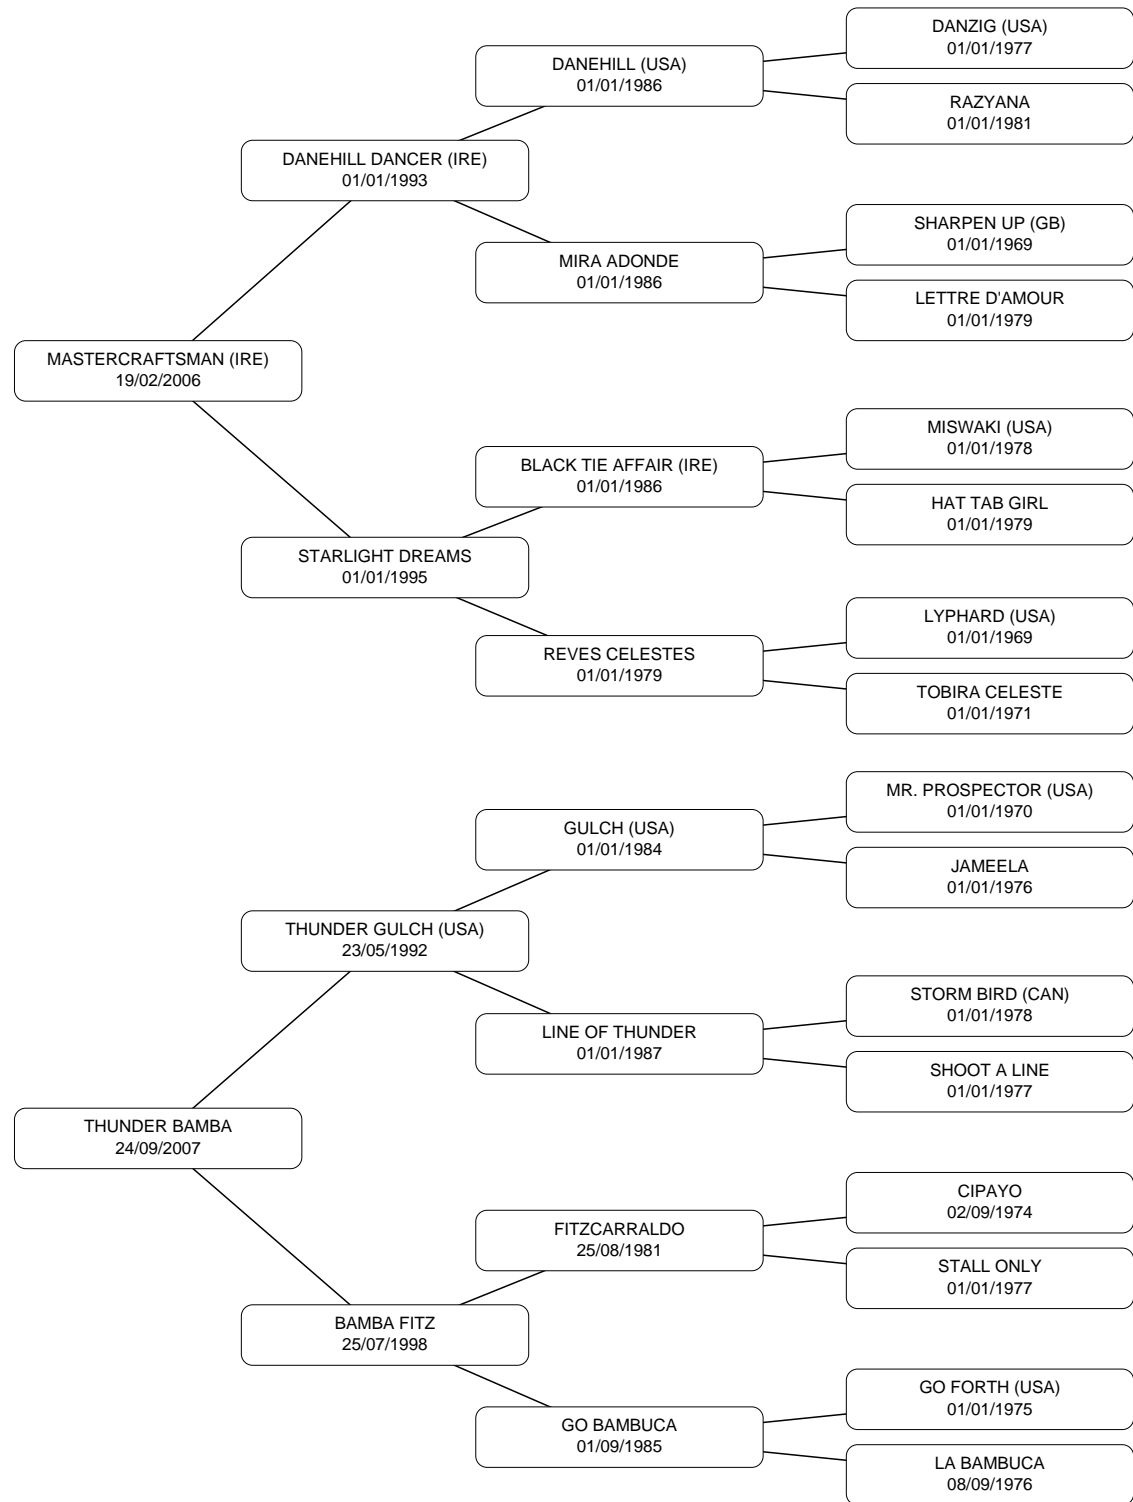 DANZIG (USA)
01/01/1977
DANEHILL (USA)
01/01/1986
RAZYANA
01/01/1981
DANEHILL DANCER (IRE)
01/01/1993
SHARPEN UP (GB)
01/01/1969
MIRA ADONDE
01/01/1986
LETTRE D'AMOUR
01/01/1979
MASTERCRAFTSMAN (IRE)
19/02/2006
MISWAKI (USA)
01/01/1978
BLACK TIE AFFAIR (IRE)
01/01/1986
HAT TAB GIRL
01/01/1979
STARLIGHT DREAMS
01/01/1995
LYPHARD (USA)
01/01/1969
REVES CELESTES
01/01/1979
TOBIRA CELESTE
01/01/1971
MR. PROSPECTOR (USA)
01/01/1970
GULCH (USA)
01/01/1984
JAMEELA
01/01/1976
THUNDER GULCH (USA)
23/05/1992
STORM BIRD (CAN)
01/01/1978
LINE OF THUNDER
01/01/1987
SHOOT A LINE
01/01/1977
THUNDER BAMBA
24/09/2007
CIPAYO
02/09/1974
FITZCARRALDO
25/08/1981
STALL ONLY
01/01/1977
BAMBA FITZ
25/07/1998
GO FORTH (USA)
01/01/1975
GO BAMBUCA
01/09/1985
LA BAMBUCA
08/09/1976